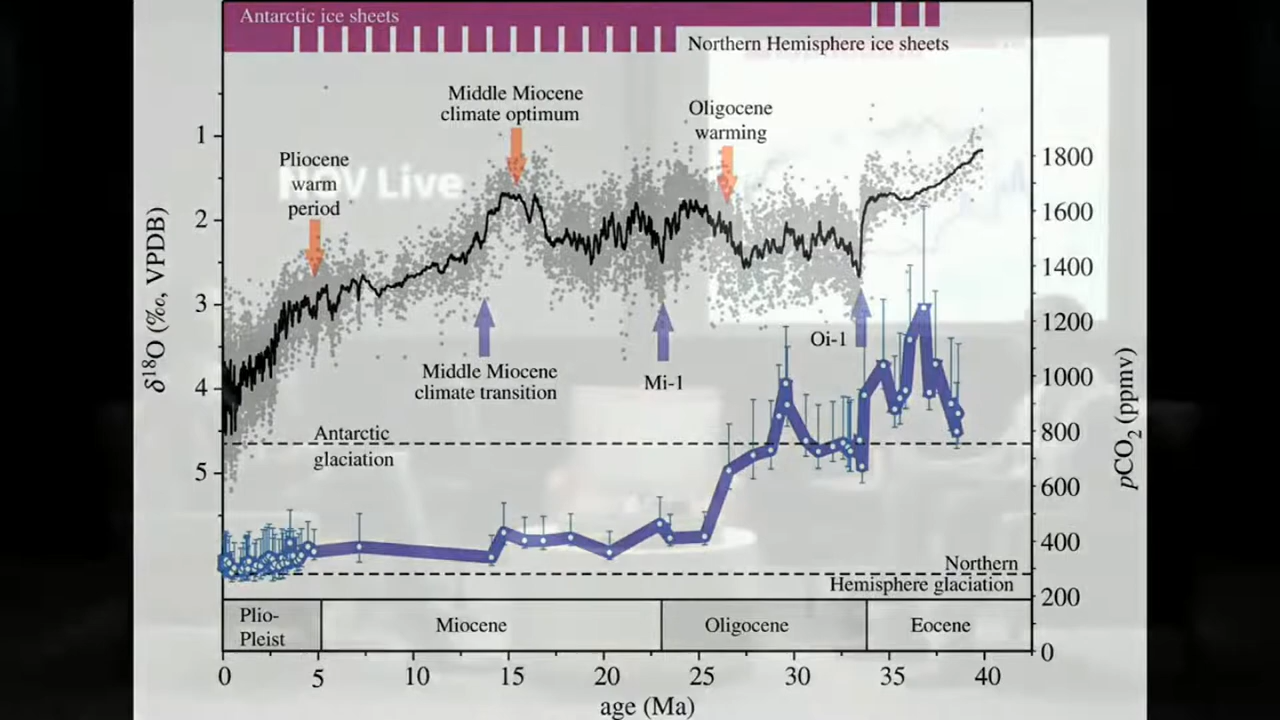 Antarctic ice sheets
Northern Hemisphere ice sheets
Middle Miocene
climate optimum
Oligocene
warming
Pliocene
warm
period
Live
1
2
3
4
5
δ18O (‰, VPDB)
1800
1600
1400
1200
1000
800
600
400
200
0
pCO2 (ppmv)
Oi-1
Middle Miocene
climate transition
Mi-1
Antarctic
glaciation
Northern
Hemisphere glaciation
Plio-
Pleist
Miocene
Oligocene
Eocene
0 5 10 15 20 25 30 35 40
age (Ma)